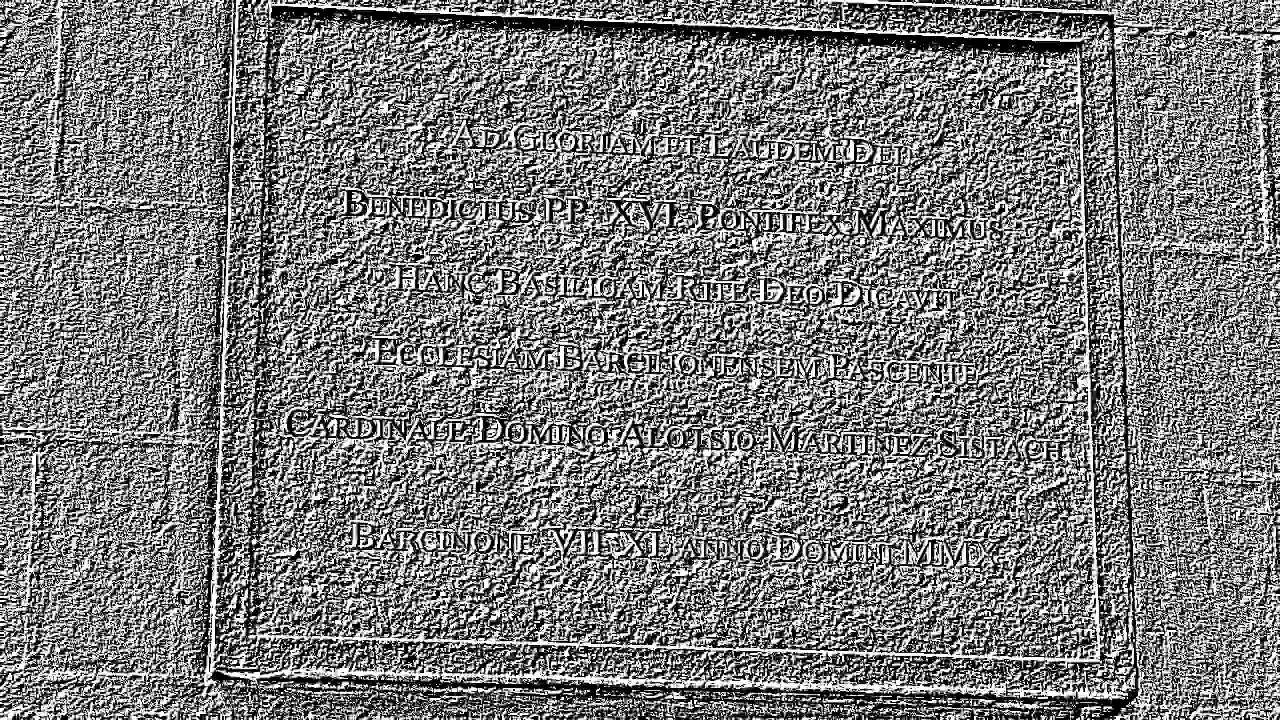 Ad Gloriam et Laudem Dei
Benedictus PP. XVI Pontifex Maximus
Hanc Basilicam Rite Deo Dicavit
Ecclesiam Barcinonensem Pascente
Cardinale Domino Aloisio Martinez Sistach
Barcinone VII-XI anno Domini MMX